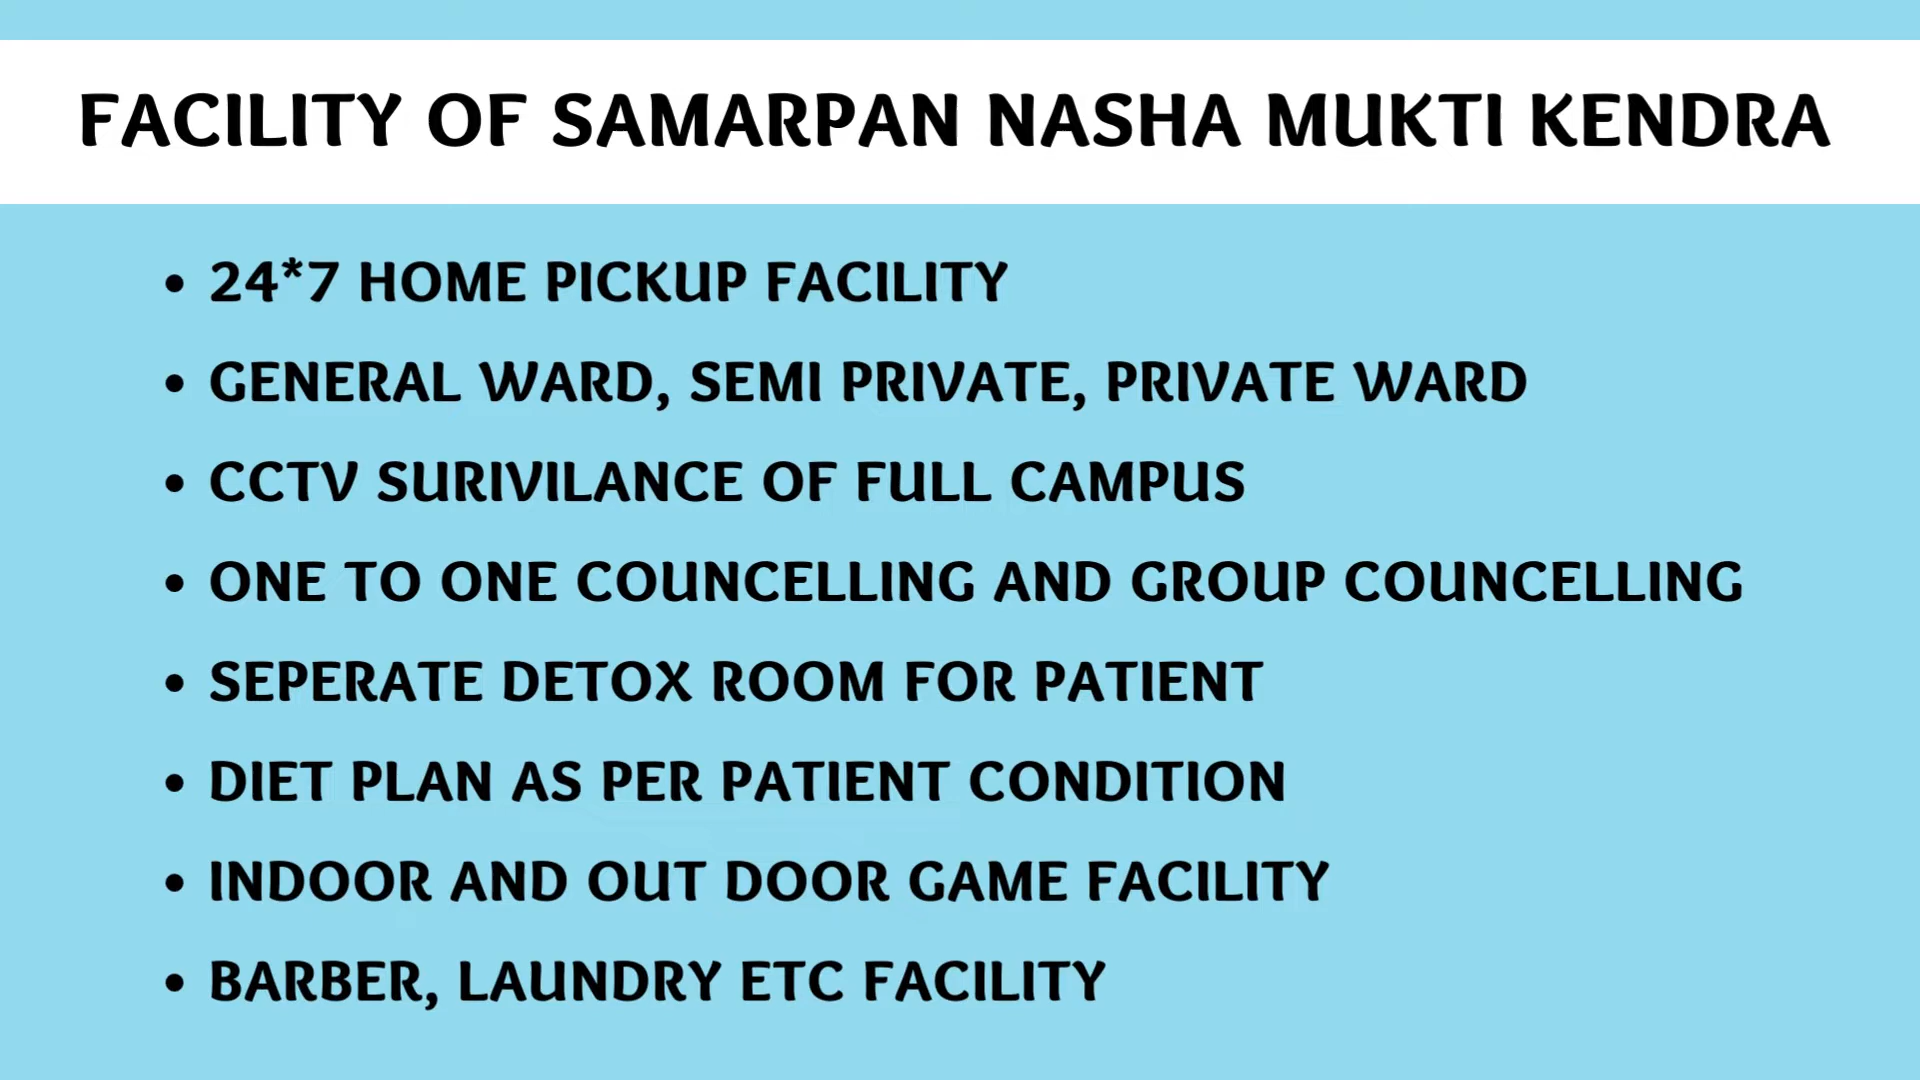 FACILITY OF SAMARPAN NASHA MUKTI KENDRA
• 24*7 HOME PICKUP FACILITY
• GENERAL WARD, SEMI PRIVATE, PRIVATE WARD
• CCTV SURIVILANCE OF FULL CAMPUS
• ONE TO ONE COUNCELLING AND GROUP COUNCELLING
• SEPERATE DETOX ROOM FOR PATIENT
• DIET PLAN AS PER PATIENT CONDITION
• INDOOR AND OUT DOOR GAME FACILITY
• BARBER, LAUNDRY ETC FACILITY